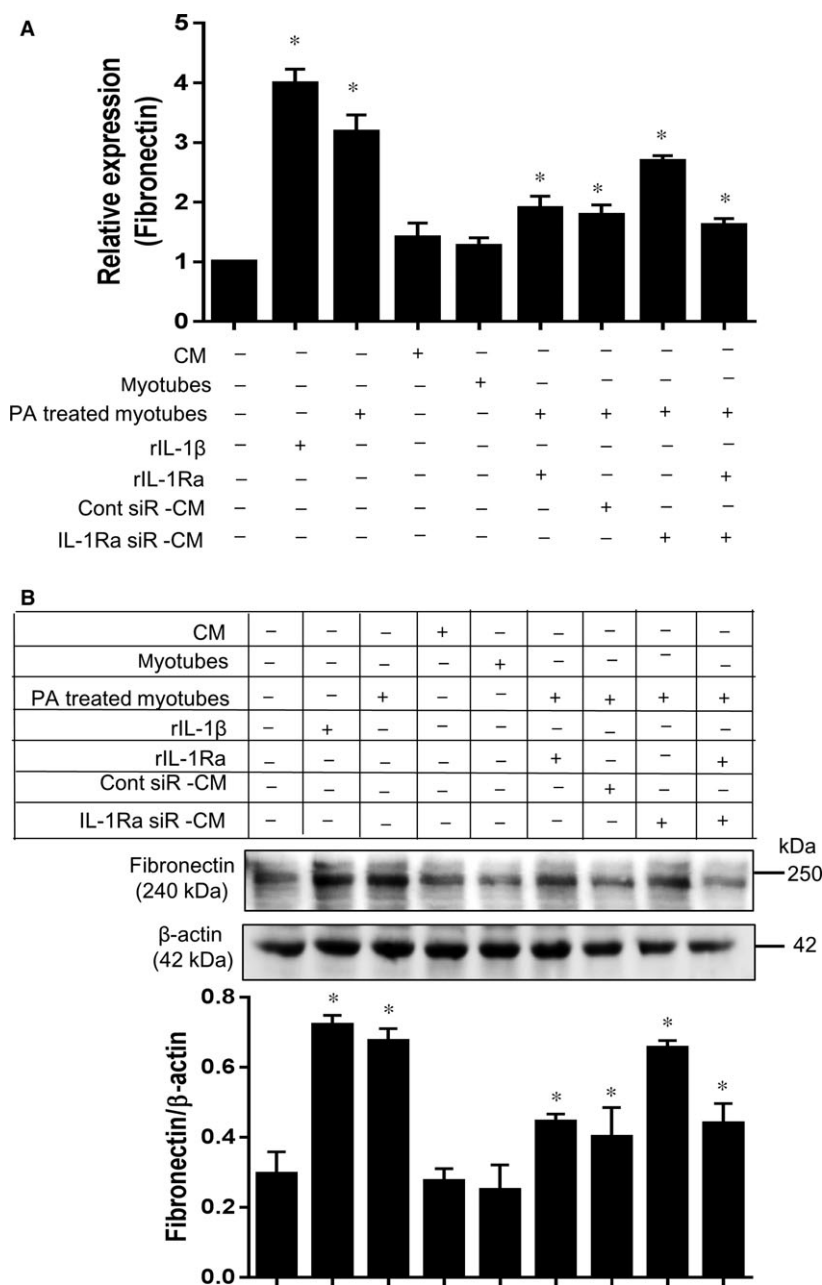 A
5
4
3
2
1
0
Relative expression
(Fibronectin)
* * * * * *
CM – – – + – – – – –
Myotubes – – – – + – – – –
PA treated myotubes – – + – – + + + +
rIL-1β – + – – – – – – –
rIL-1Ra – – – – – + – – +
Cont siR -CM – – – – – – + – –
IL-1Ra siR -CM – – – – – – – + +
B
CM – – – + – – – – –
Myotubes – – – – + – – – –
PA treated myotubes – – + – – + + + +
rIL-1β – + – – – – – – –
rIL-1Ra – – – – – + – – +
Cont siR -CM – – – – – – + – –
IL-1Ra siR -CM – – – – – – – + +
kDa
Fibronectin
(240 kDa)
250
β-actin
(42 kDa)
42
0.8
0.6
0.4
0.2
0.0
Fibronectin/β-actin
* * * * * *